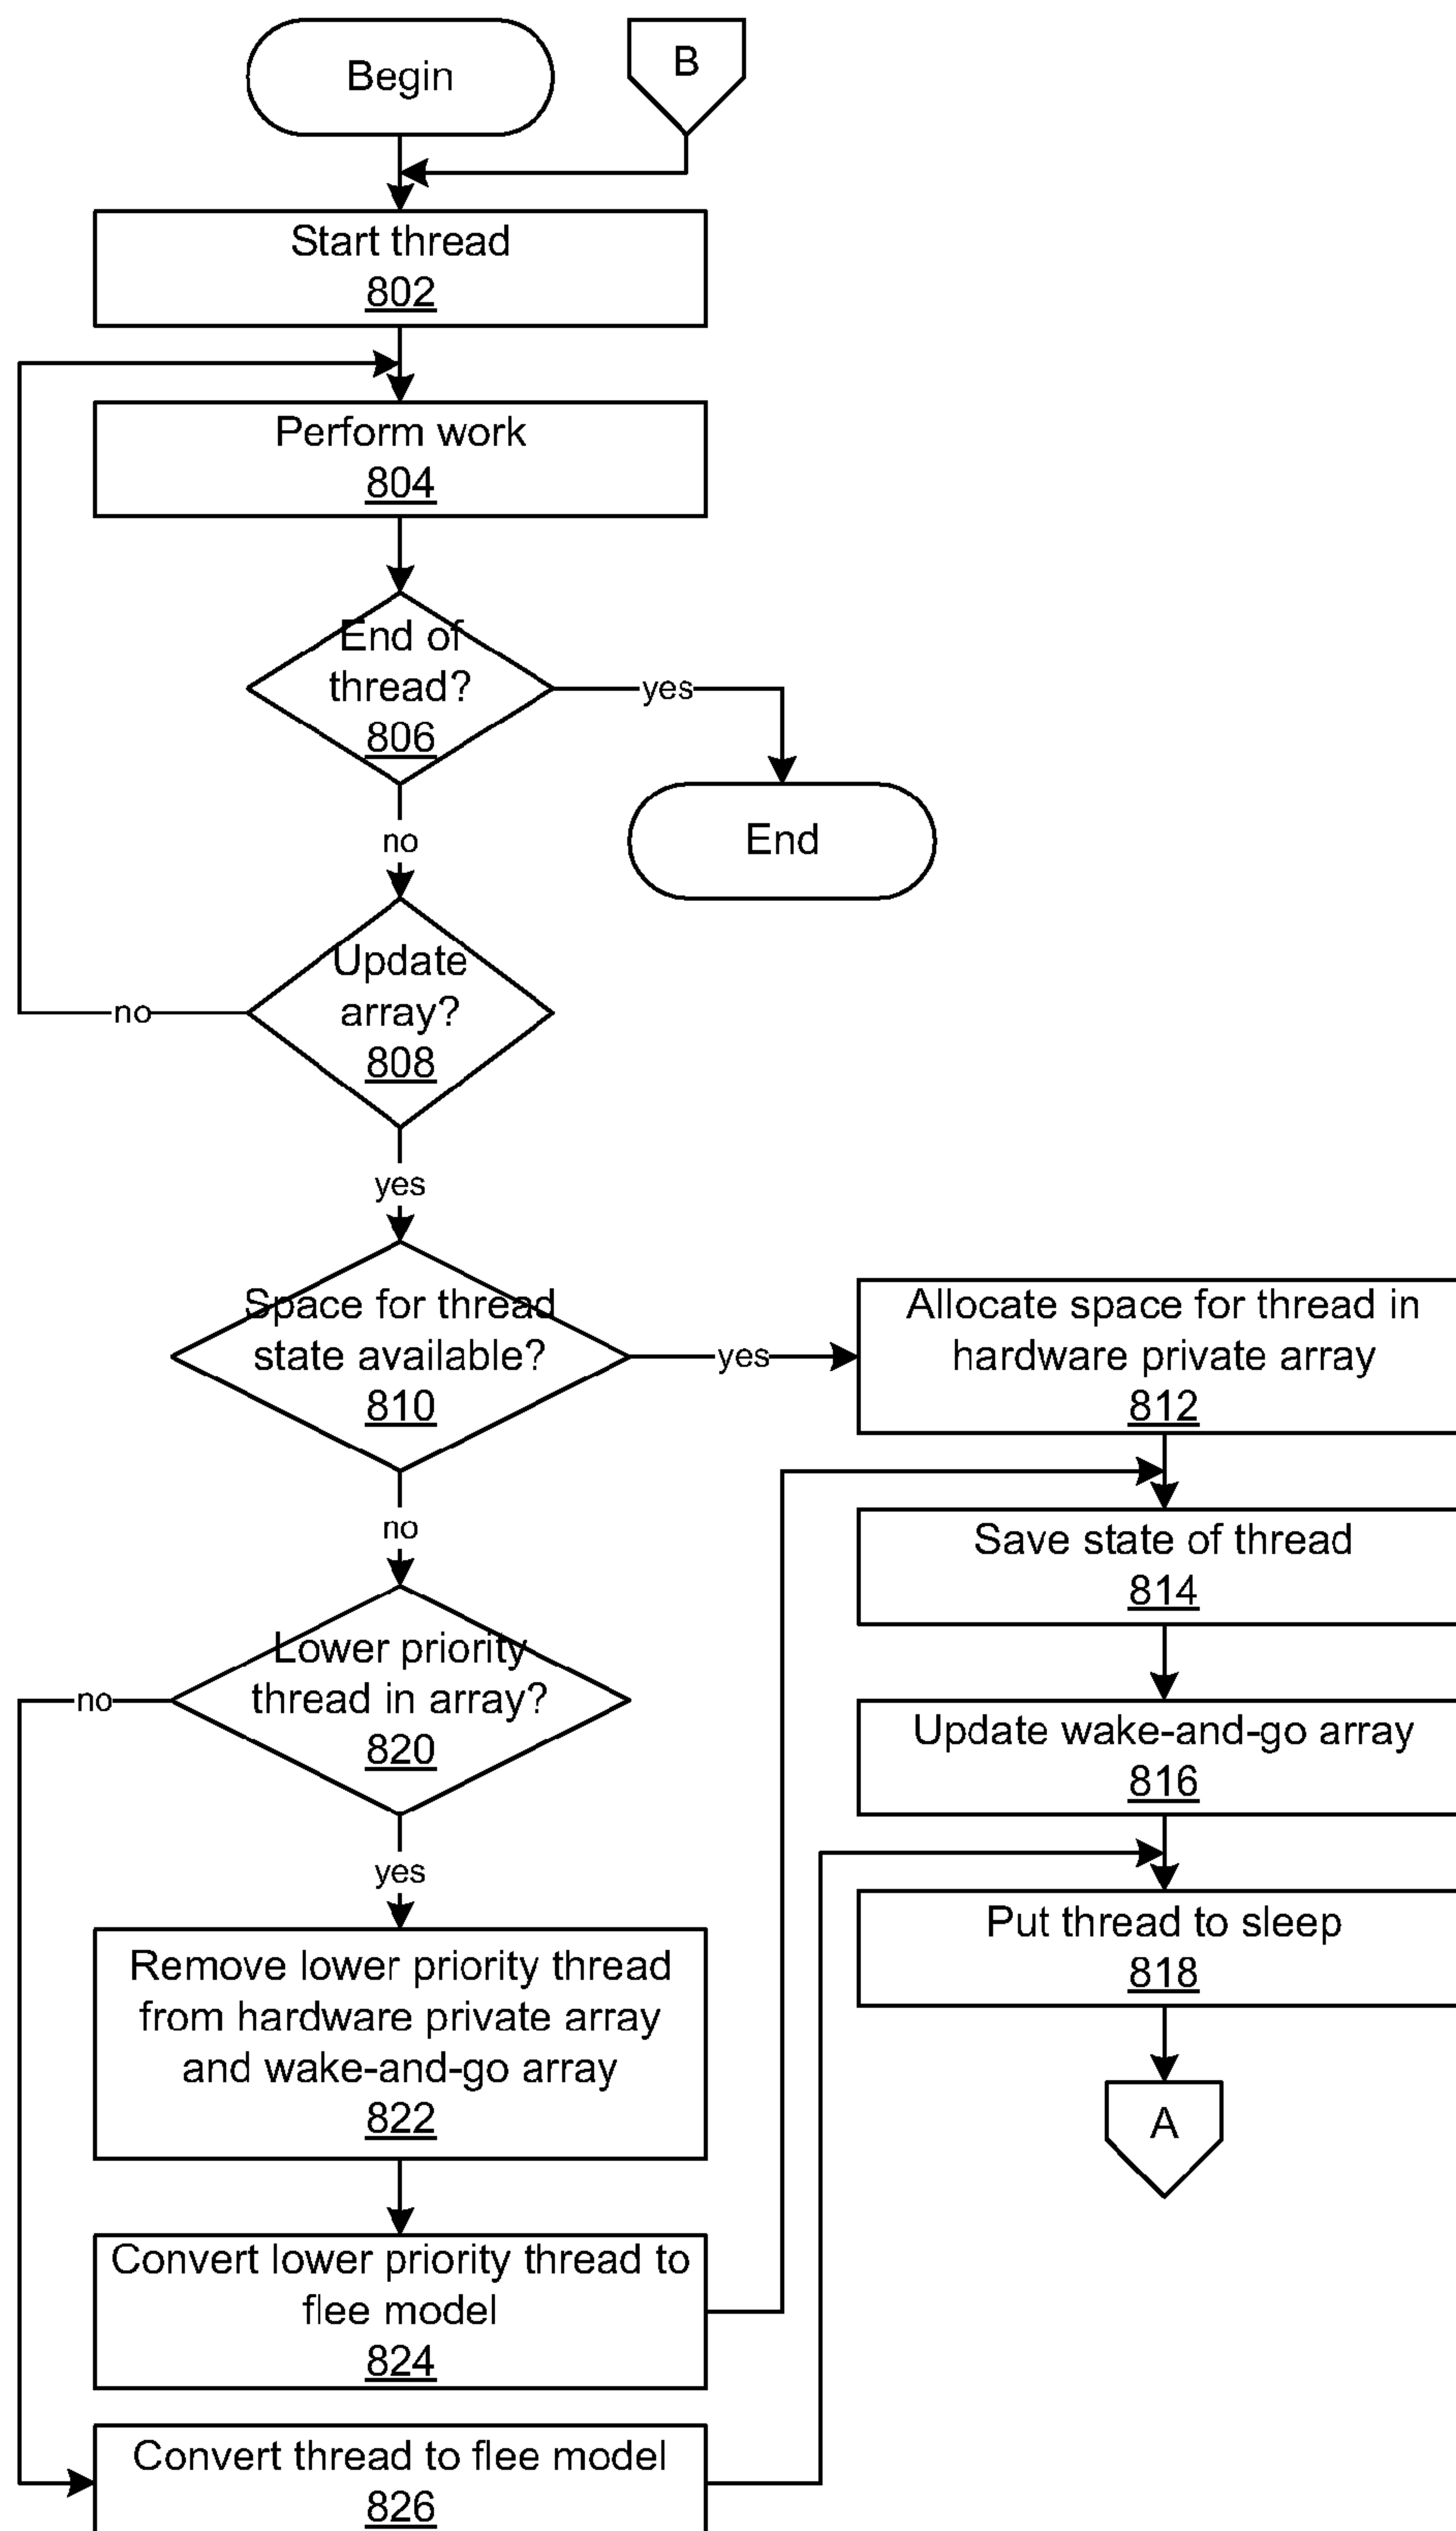 Begin
B
Start thread
802
Perform work
804
End of
thread?
806
yes
End
no
Update
array?
808
no
yes
Space for thread
state available?
810
yes
Allocate space for thread in
hardware private array
812
no
Save state of thread
814
Lower priority
thread in array?
820
no
Update wake-and-go array
816
yes
Put thread to sleep
818
Remove lower priority thread
from hardware private array
and wake-and-go array
822
A
Convert lower priority thread to
flee model
824
Convert thread to flee model
826